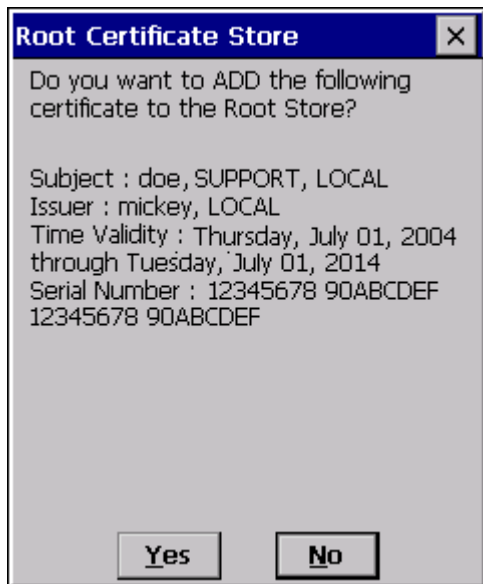 Root Certificate Store
Do you want to ADD the following
certificate to the Root Store?
Subject : doe, SUPPORT, LOCAL
Issuer : mickey, LOCAL
Time Validity : Thursday, July 01, 2004
through Tuesday, July 01, 2014
Serial Number : 12345678 90ABCDEF
12345678 90ABCDEF
Yes No